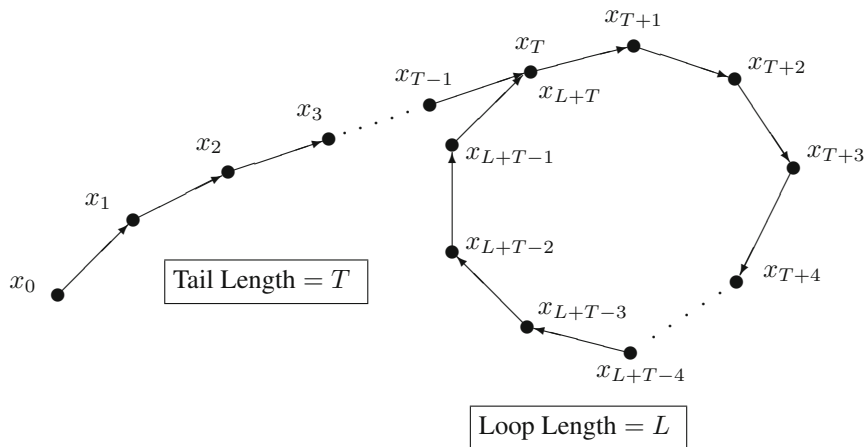 x_0
x_1
x_2
x_3
x_{T−1}
x_T
x_{L+T}
x_{T+1}
x_{T+2}
x_{T+3}
x_{T+4}
x_{L+T−4}
x_{L+T−3}
x_{L+T−2}
x_{L+T−1}
Tail Length = T
Loop Length = L